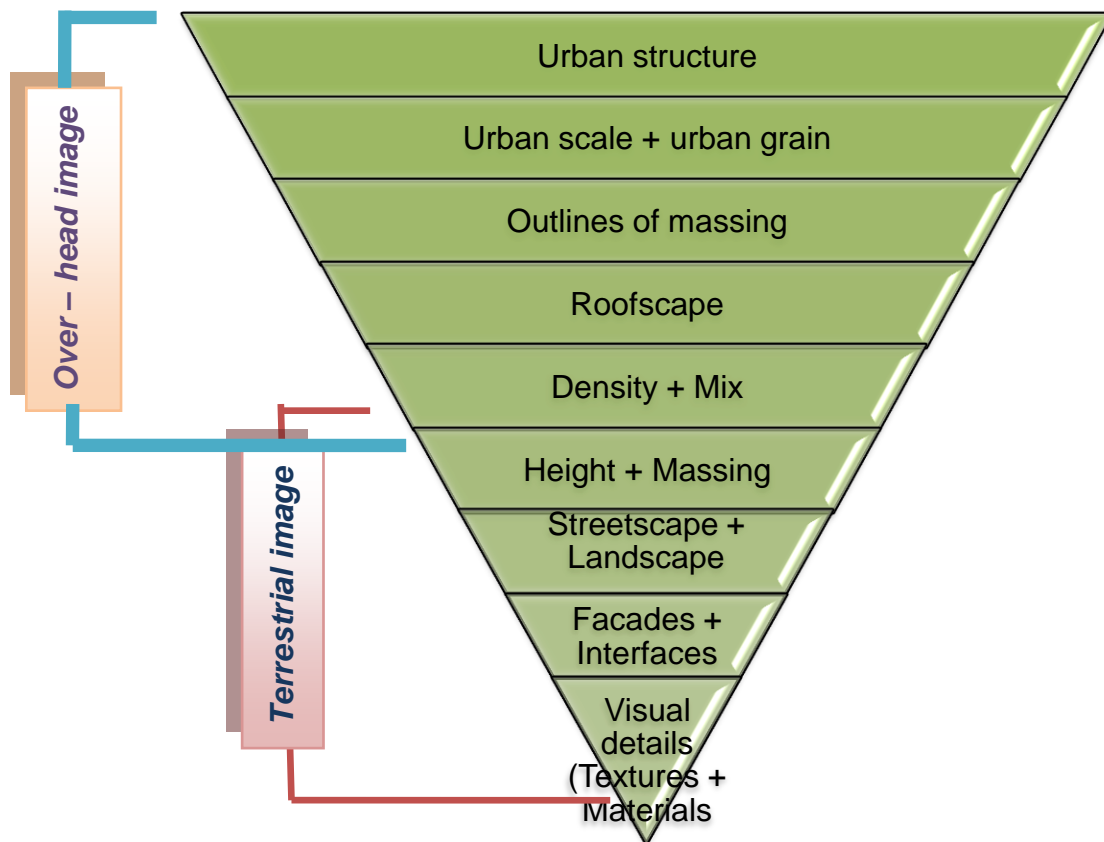 Urban structure
Urban scale + urban grain
Outlines of massing
Roofscape
Density + Mix
Height + Massing
Streetscape +
Landscape
Facades +
Interfaces
Visual
details
(Textures +
Materials
Over – head image
Terrestrial image